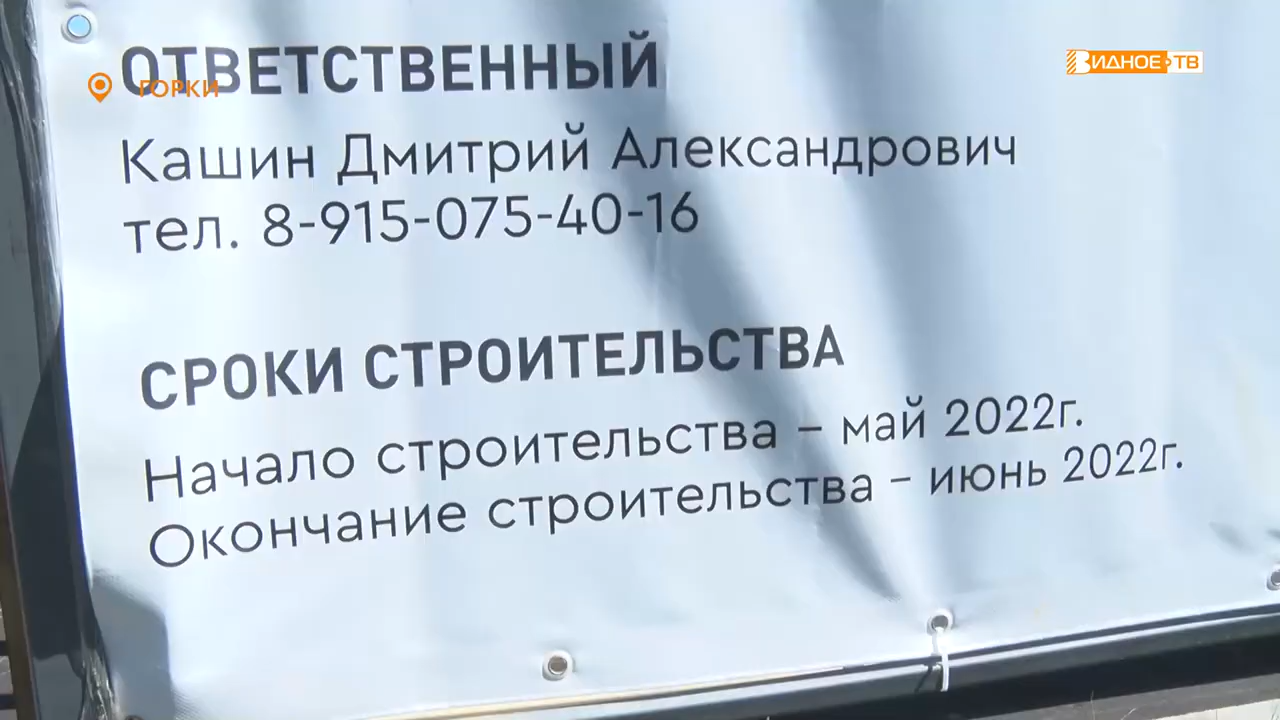 ОТВЕТСТВЕННЫЙ
ГОРКИ
ВИДНОЕ ТВ
Кашин Дмитрий Александрович
тел. 8-915-075-40-16
СРОКИ СТРОИТЕЛЬСТВА
Начало строительства – май 2022г.
Окончание строительства – июнь 2022г.